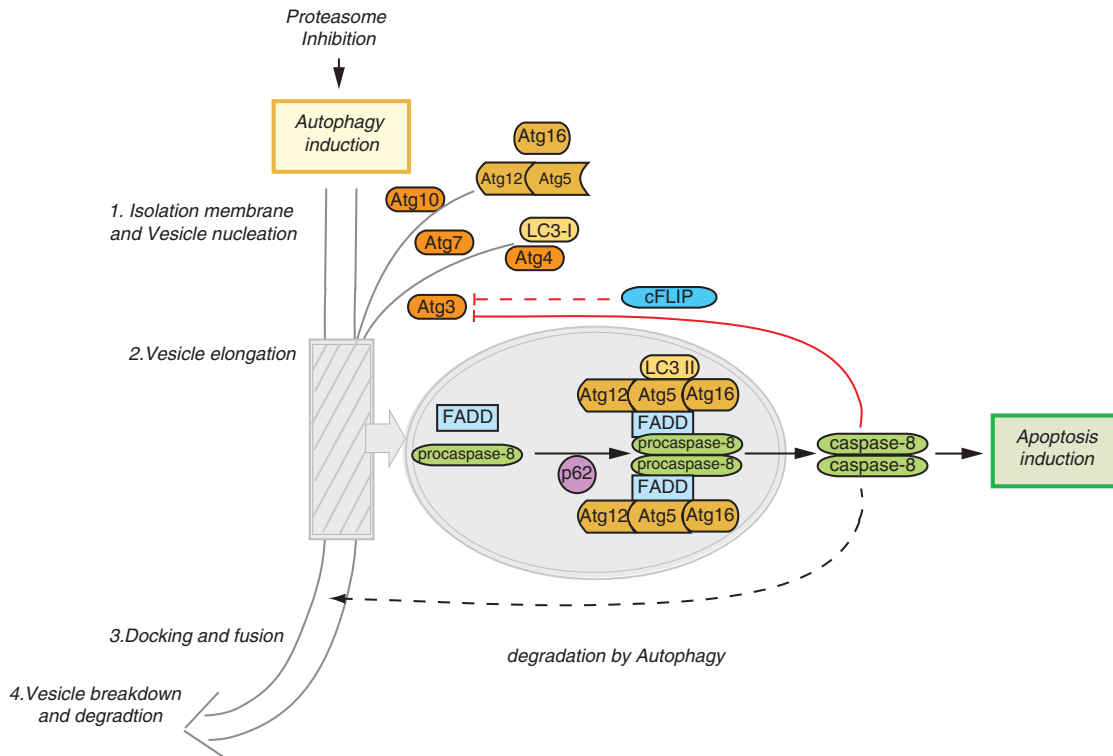 Proteasome
Inhibition
Autophagy
induction
1. Isolation membrane
and Vesicle nucleation
Atg16
Atg12
Atg5
Atg10
LC3-I
Atg7
Atg4
Atg3
cFLIP
2.Vesicle elongation
LC3 II
Atg12
Atg5
Atg16
FADD
FADD
procaspase-8
procaspase-8
procaspase-8
p62
FADD
Atg12
Atg5
Atg16
caspase-8
caspase-8
Apoptosis
induction
3.Docking and fusion
degradation by Autophagy
4.Vesicle breakdown
and degradtion